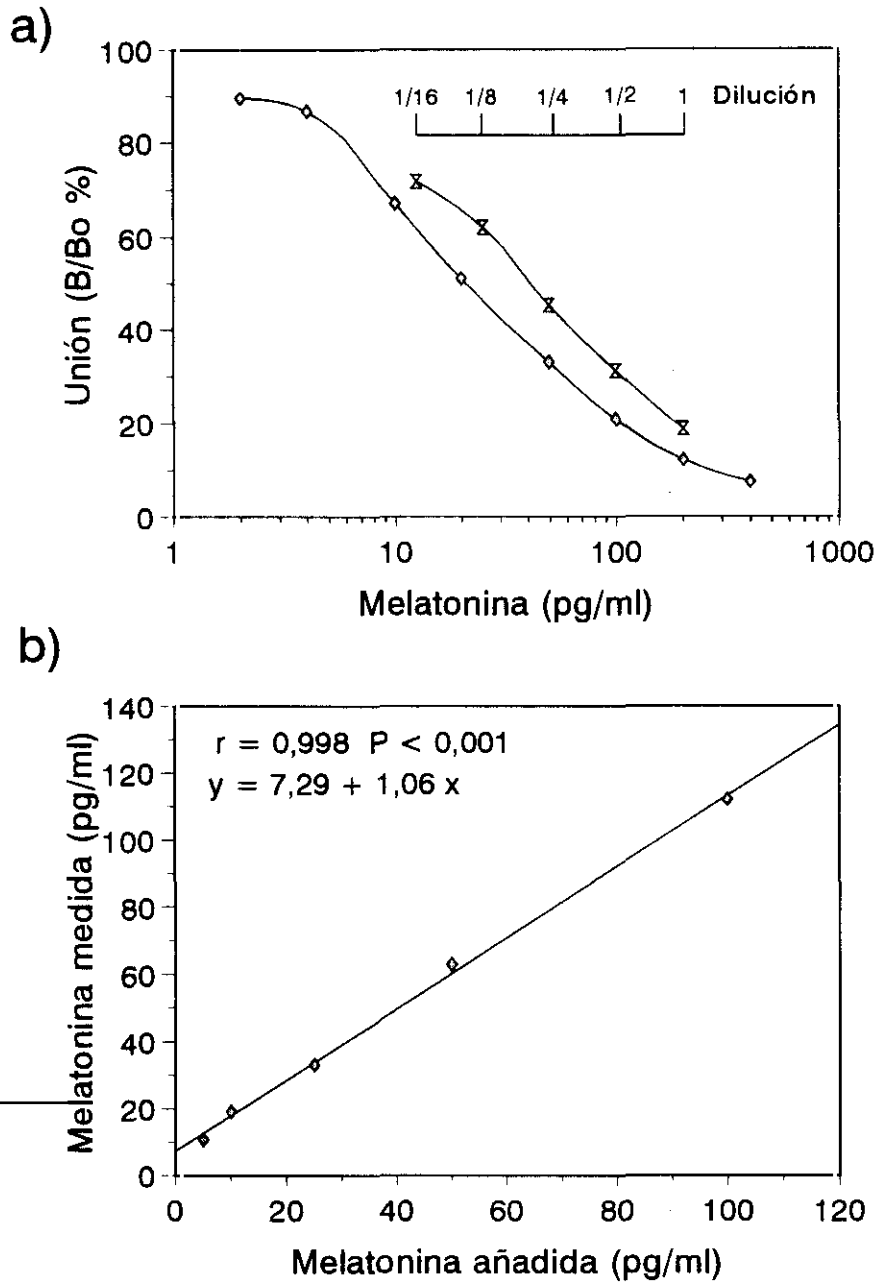 a)
100
80
60
40
20
0
Unión (B/Bo %)
1/16 1/8 1/4 1/2 1 Dilución
1 10 100 1000
Melatonina (pg/ml)
b)
140
120
100
80
60
40
20
0
Melatonina medida (pg/ml)
r = 0,998 P < 0,001
y = 7,29 + 1,06 x
0 20 40 60 80 100 120
Melatonina añadida (pg/ml)